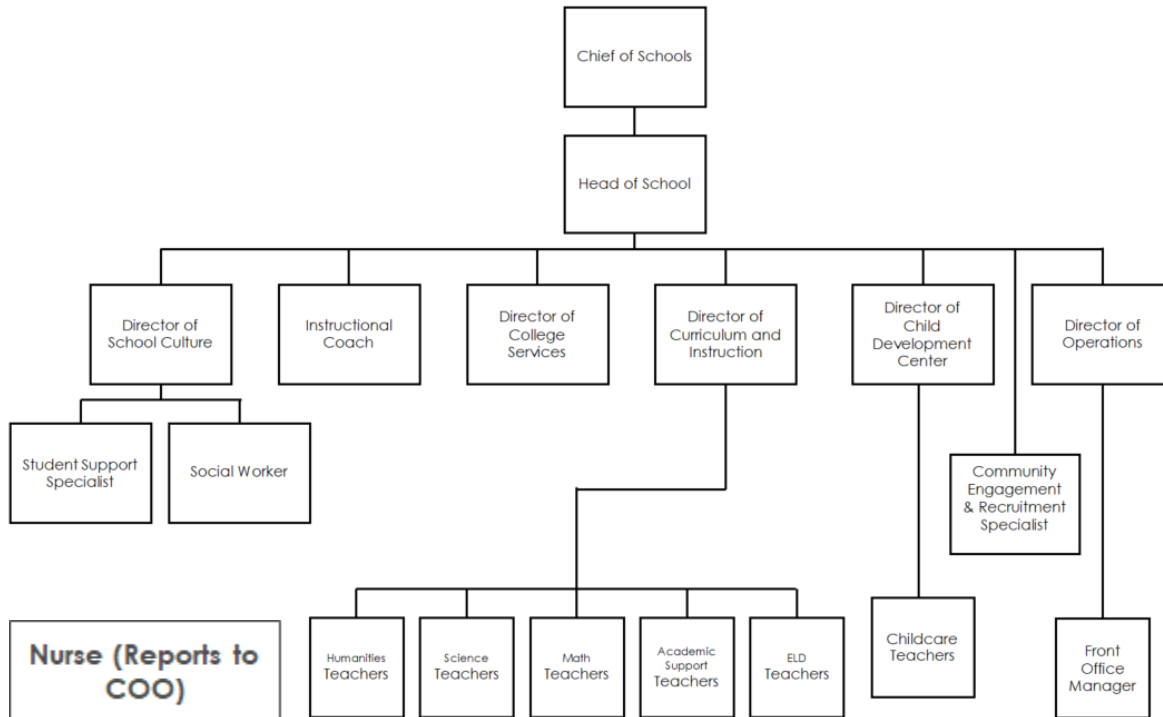 Chief of Schools
Head of School
Director of
School Culture
Instructional
Coach
Director of
College
Services
Director of
Curriculum and
Instruction
Director of
Child
Development
Center
Director of
Operations
Student Support
Specialist
Social Worker
Community
Engagement
& Recruitment
Specialist
Humanities
Teachers
Science
Teachers
Math
Teachers
Academic
Support
Teachers
ELD
Teachers
Childcare
Teachers
Front
Office
Manager
Nurse (Reports to
COO)